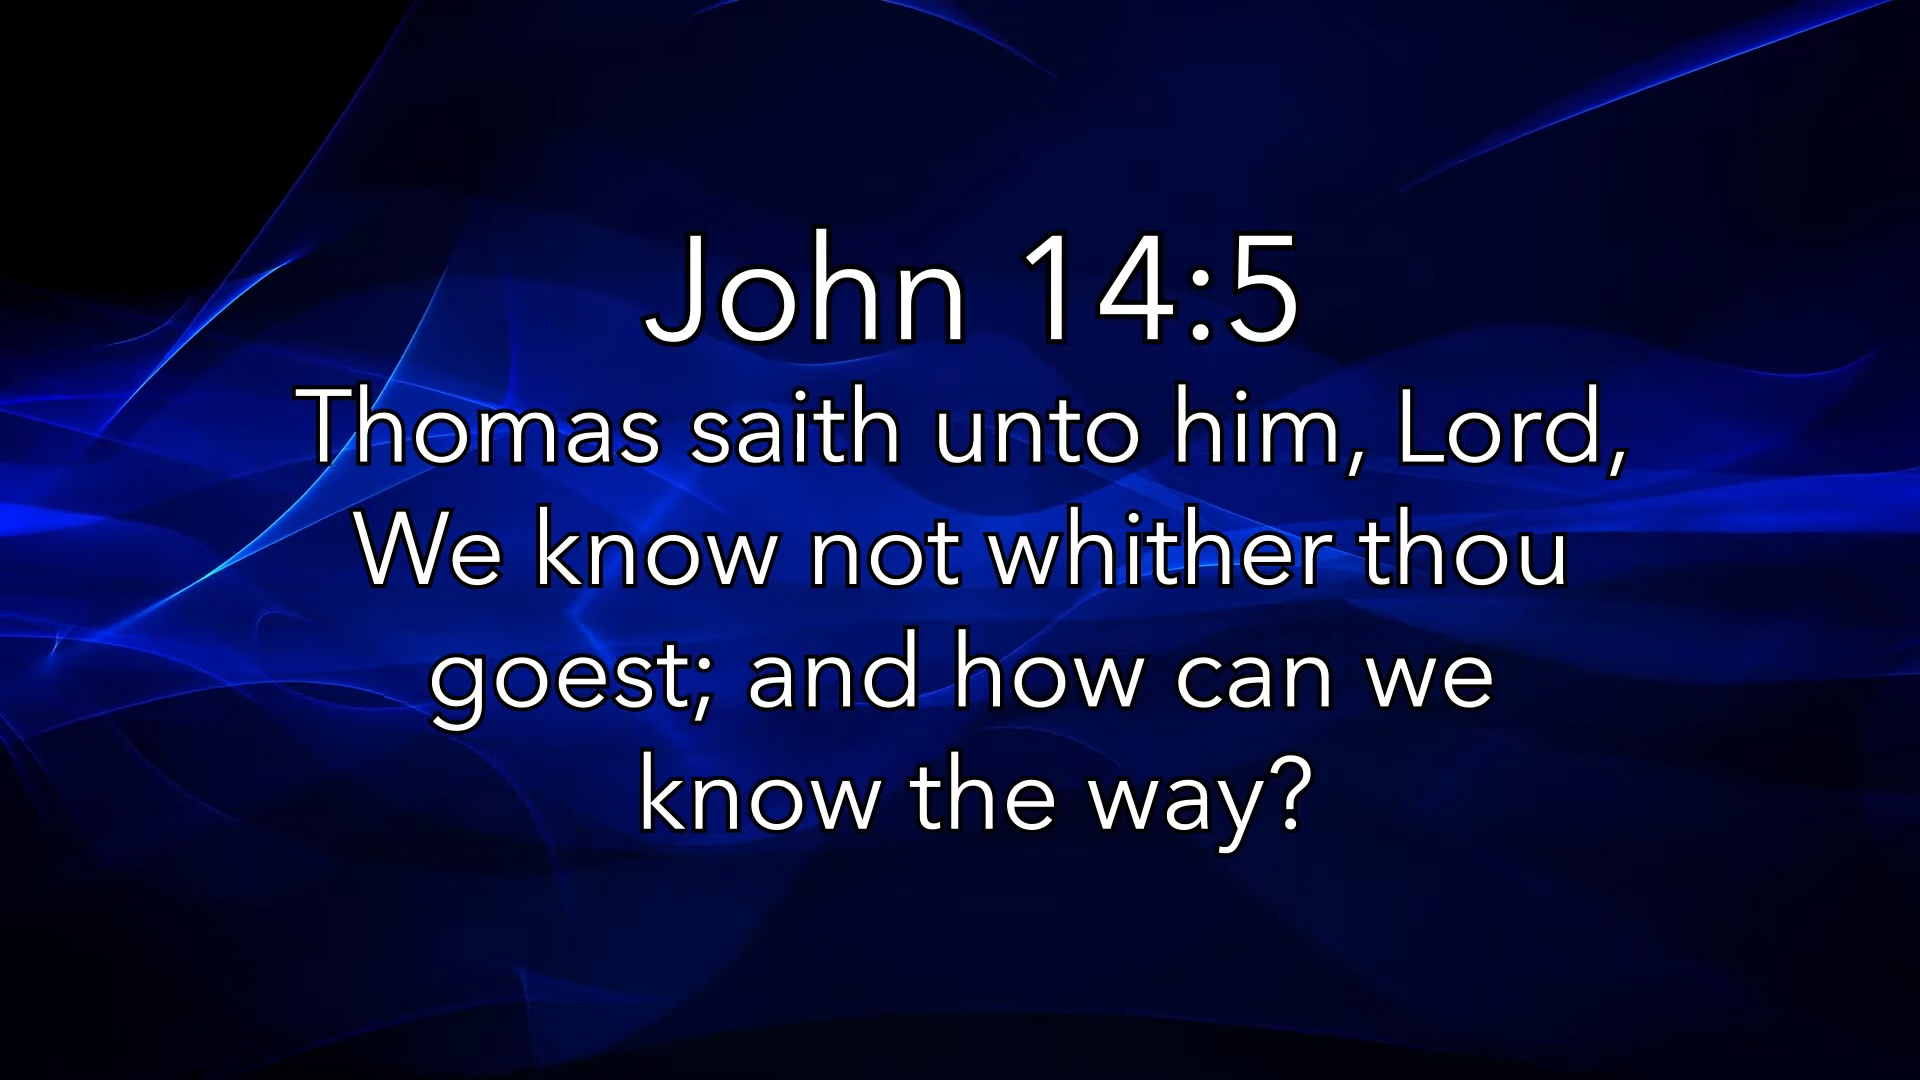 John 14:5
Thomas saith unto him, Lord,
We know not whither thou
goest; and how can we
know the way?